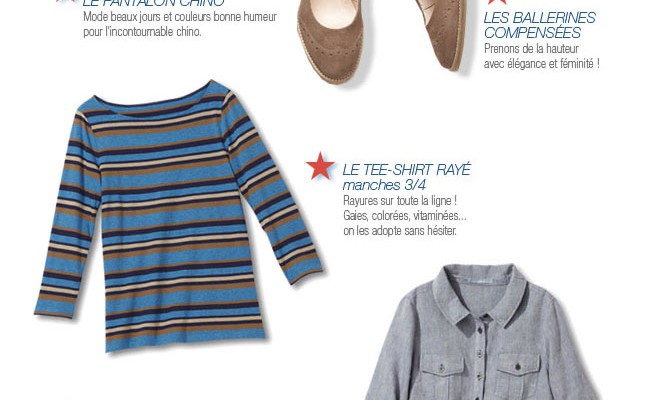 LE PANTALON CHINO
Mode beaux jours et couleurs bonne humeur
pour l'incontournable chino.
LES BALLERINES
COMPENSÉES
Prenons de la hauteur
avec élégance et féminité !
LE TEE-SHIRT RAYÉ
manches 3/4
Rayures sur toute la ligne !
Gaies, colorées, vitaminées...
on les adopte sans hésiter.